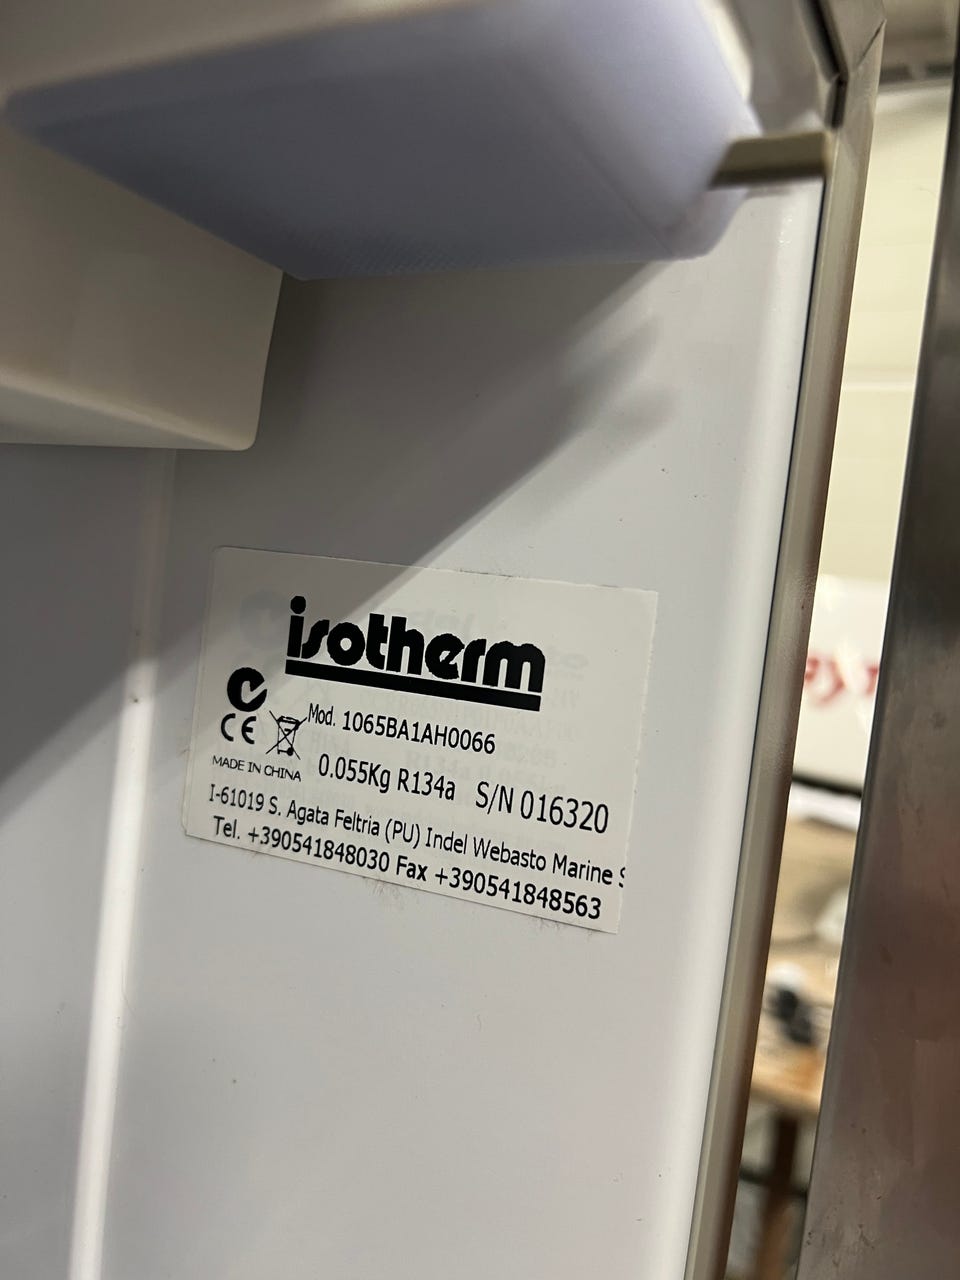 isotherm
CE
Mod. 1065BA1AH0066
MADE IN CHINA
0.055Kg R134a S/N 016320
I-61019 S. Agata Feltria (PU) Indel Webasto Marine S
Tel. +390541848030 Fax +390541848563